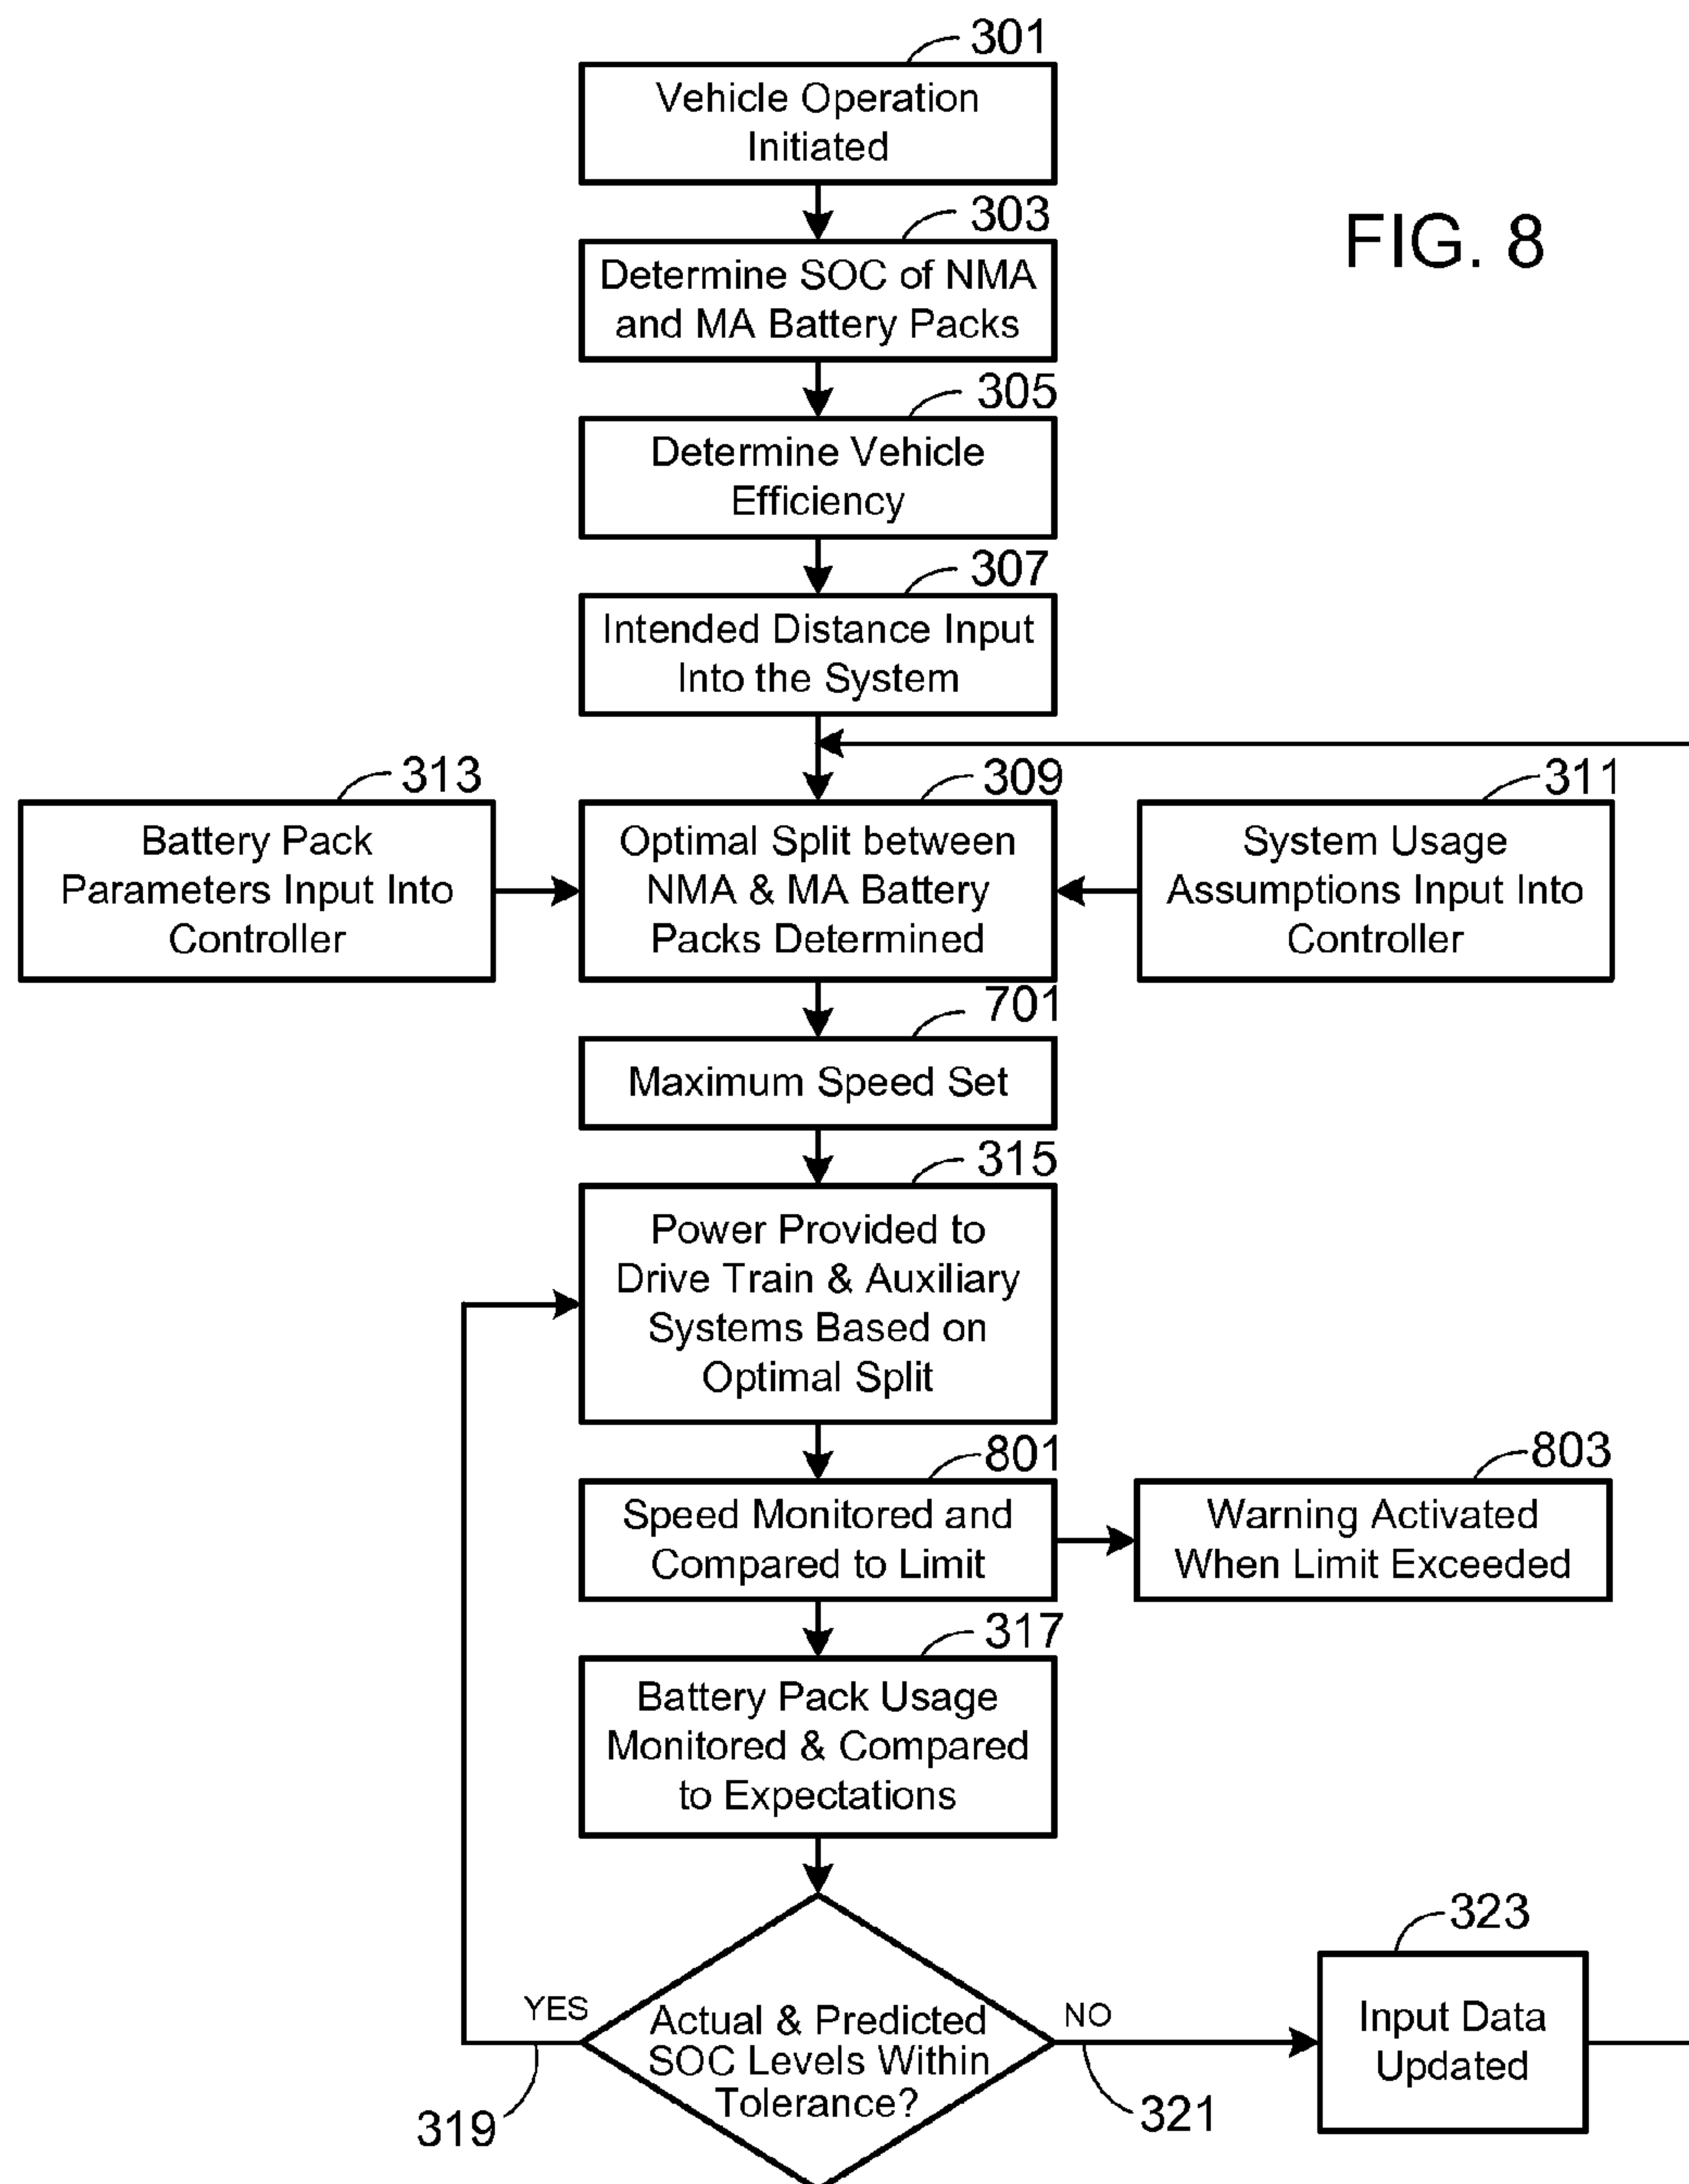 301
Vehicle Operation
Initiated
FIG. 8
303
Determine SOC of NMA
and MA Battery Packs
305
Determine Vehicle
Efficiency
307
Intended Distance Input
Into the System
313
Battery Pack
Parameters Input Into
Controller
309
Optimal Split between
NMA & MA Battery
Packs Determined
311
System Usage
Assumptions Input Into
Controller
701
Maximum Speed Set
315
Power Provided to
Drive Train & Auxiliary
Systems Based on
Optimal Split
801
Speed Monitored and
Compared to Limit
803
Warning Activated
When Limit Exceeded
317
Battery Pack Usage
Monitored & Compared
to Expectations
YES
Actual & Predicted
SOC Levels Within
Tolerance?
NO
319
321
323
Input Data
Updated